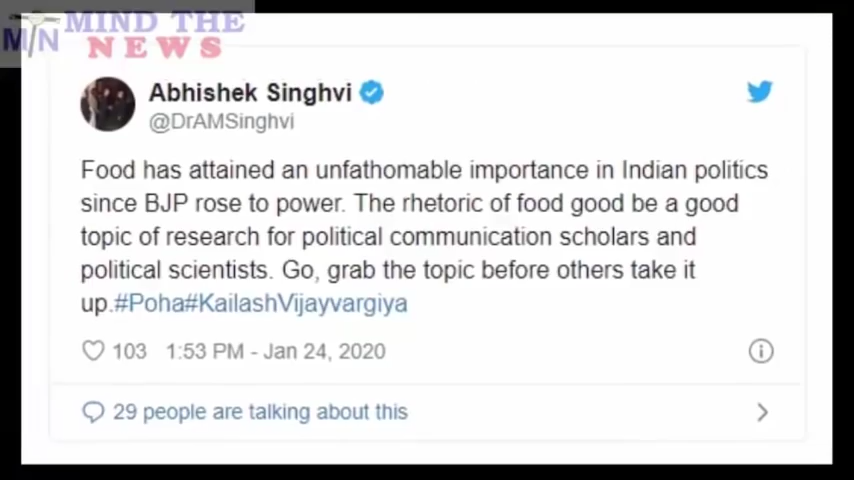 MIND THE
NEWS
MN
Abhishek Singhvi
@DrAMSinghvi
Food has attained an unfathomable importance in Indian politics
since BJP rose to power. The rhetoric of food good be a good
topic of research for political communication scholars and
political scientists. Go, grab the topic before others take it
up.#Poha#KailashVijayvargiya
103 1:53 PM - Jan 24, 2020
29 people are talking about this